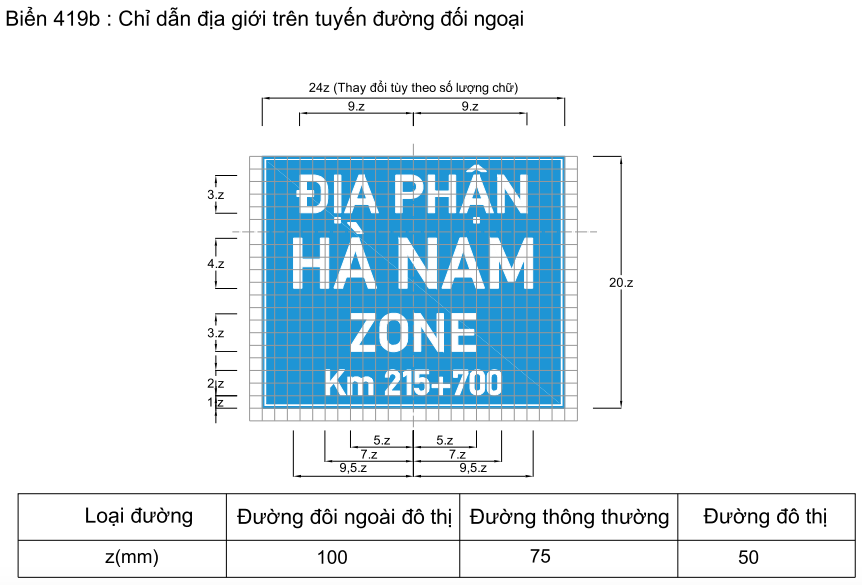 Biển 419b : Chỉ dẫn địa giới trên tuyến đường đối ngoại
24z (Thay đổi tùy theo số lượng chữ)
9.z 9.z
3.z
ĐỊA PHẬN
4.z
HÀ NAM
20.z
3.z
ZONE
2.z
Km 215+700
1.z
5.z 5.z
7.z 7.z
9,5.z 9,5.z
Loại đường Đường đôi ngoài đô thị Đường thông thường Đường đô thị
z(mm) 100 75 50